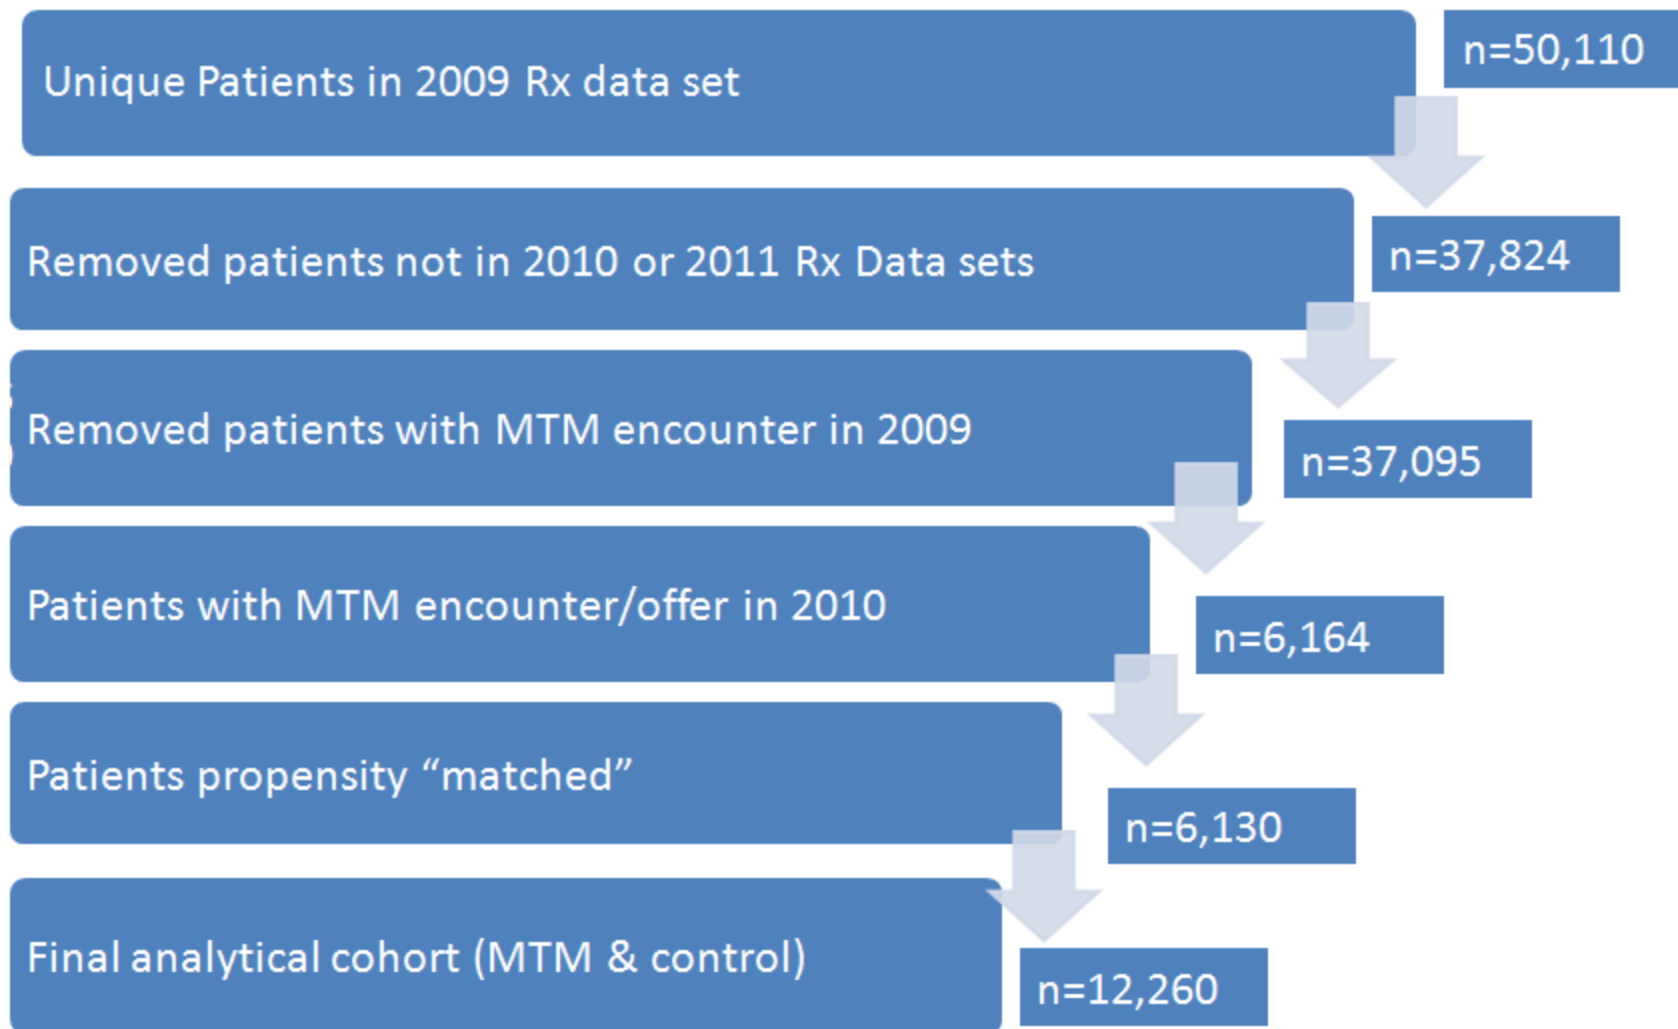 Unique Patients in 2009 Rx data set
n=50,110
Removed patients not in 2010 or 2011 Rx Data sets
n=37,824
Removed patients with MTM encounter in 2009
n=37,095
Patients with MTM encounter/offer in 2010
n=6,164
Patients propensity “matched”
n=6,130
Final analytical cohort (MTM & control)
n=12,260